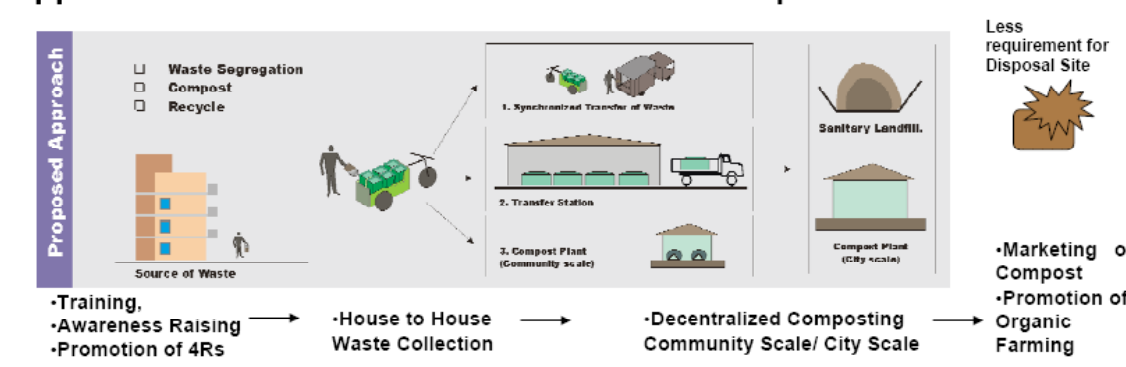 Proposed Approach
Waste Segregation
Compost
Recycle
Source of Waste
1. Synchronized Transfer of Waste
2. Transfer Station
3. Compost Plant
(Community scale)
Sanitary Landfill.
Compost Plant
(City scale)
Less
requirement for
Disposal Site
•Training,
•Awareness Raising
•Promotion of 4Rs
•House to House
Waste Collection
•Decentralized Composting
Community Scale/ City Scale
•Marketing o
Compost
•Promotion of
Organic
Farming